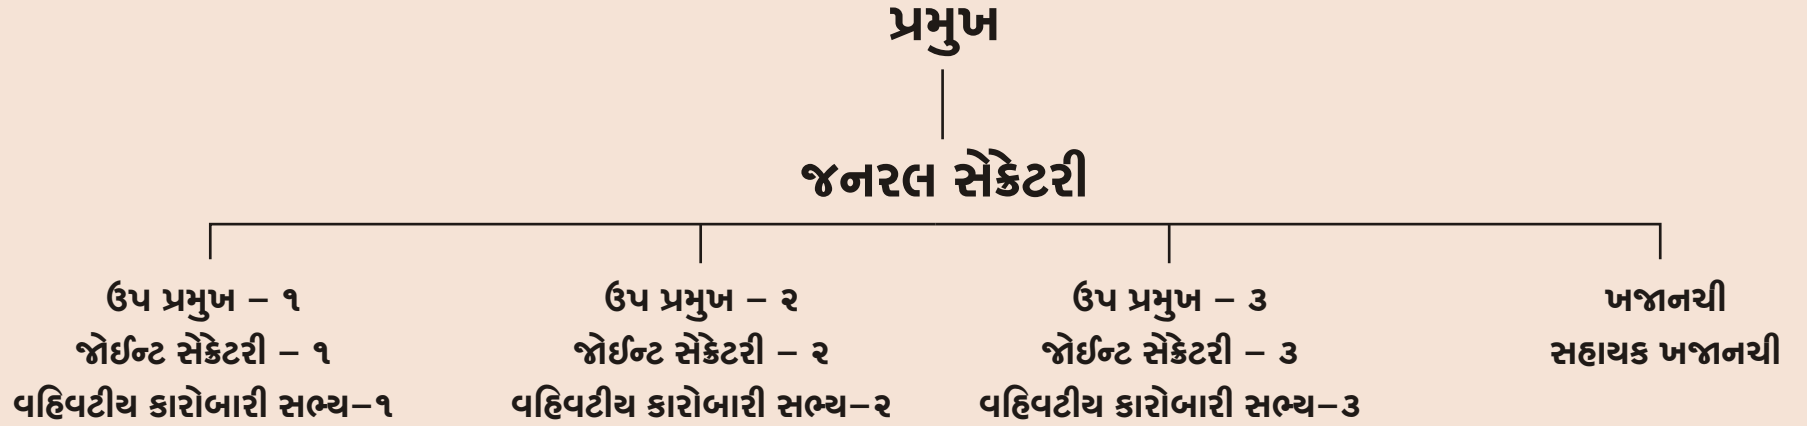 પ્રમુખ
જનરલ સેક્રેટરી
ઉપ પ્રમુખ – ૧
જોઈન્ટ સેક્રેટરી – ૧
વહિવટીય કારોબારી સભ્ય–૧
ઉપ પ્રમુખ – ૨
જોઈન્ટ સેક્રેટરી – ૨
વહિવટીય કારોબારી સભ્ય–૨
ઉપ પ્રમુખ – ૩
જોઈન્ટ સેક્રેટરી – ૩
વહિવટીય કારોબારી સભ્ય–૩
ખજાનચી
સહાયક ખજાનચી